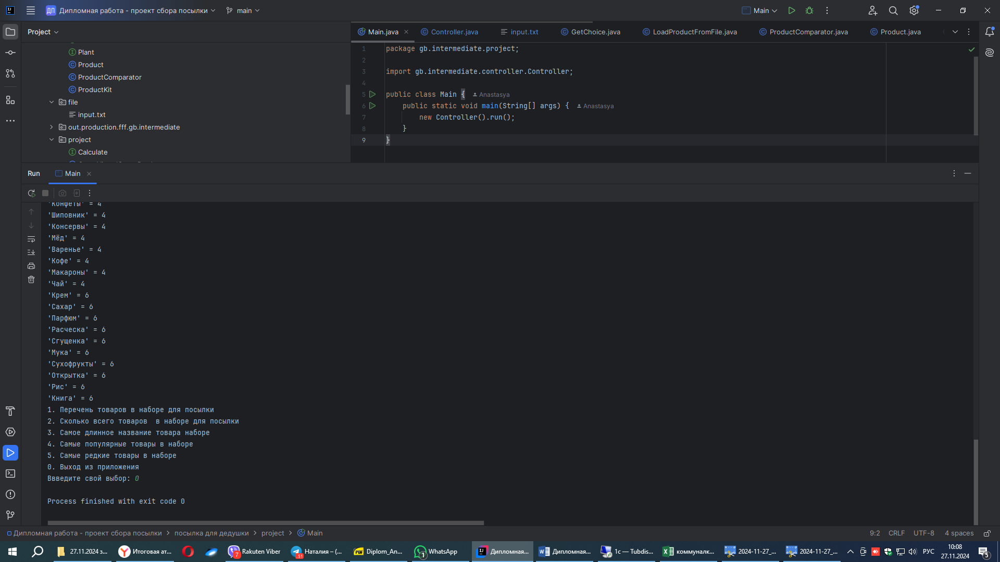 ДП Дипломная работа - проект сбора посылки main Main
Project
Main.java Controller.java input.txt GetChoice.java LoadProductFromFile.java ProductComparator.java Product.java
Plant
Product
ProductComparator
ProductKit
file
input.txt
out.production.fff.gb.intermediate
project
Calculate
1 package gb.intermediate.project;
2
3 import gb.intermediate.controller.Controller;
4
5 public class Main { Anastasya
6 public static void main(String[] args) { Anastasya
7 new Controller().run();
8 }
9 }
Run Main
'Конфеты' = 4
'Шиповник' = 4
'Консервы' = 4
'Мёд' = 4
'Варенье' = 4
'Кофе' = 4
'Макароны' = 4
'Чай' = 4
'Крем' = 6
'Сахар' = 6
'Парфюм' = 6
'Расческа' = 6
'Сгущенка' = 6
'Мука' = 6
'Сухофрукты' = 6
'Открытка' = 6
'Рис' = 6
'Книга' = 6
1. Перечень товаров в наборе для посылки
2. Сколько всего товаров  в наборе для посылки
3. Самое длинное название товара наборе
4. Самые популярные товары в наборе
5. Самые редкие товары в наборе
0. Выход из приложения
Ввведите свой выбор: 0
Process finished with exit code 0
Дипломная работа - проект сбора посылки > посылка для дедушки > project > Main 9:2 CRLF UTF-8 4 spaces
27.11.2024 з... Итоговая ат... 7 Rakuten Viber 51 Наталия – (... PDF Diplom_An... 1 WhatsApp Дипломная... Дипломная... 1c — Tubdis... коммуналк... 2024-11-27_... 2024-11-27_... РУС 10:08 5
27.11.2024